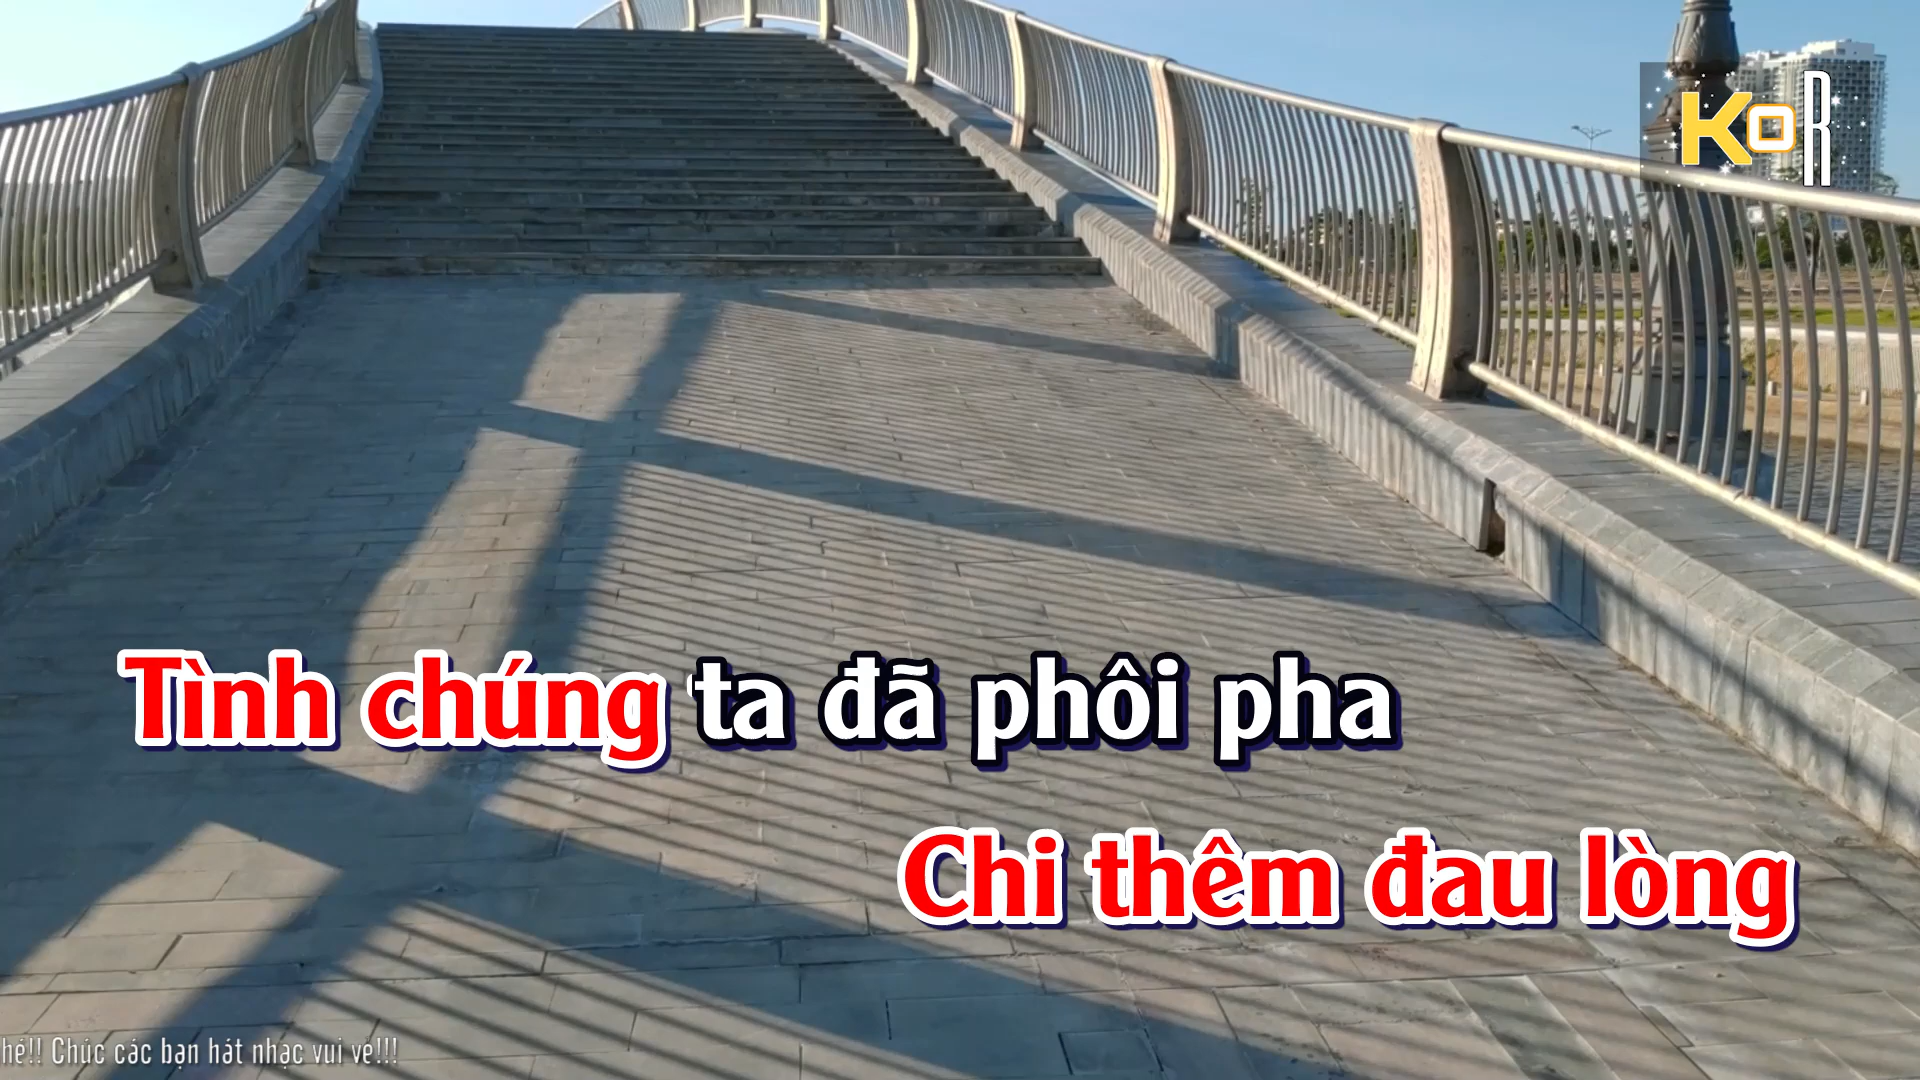 KOR
Tình chúng ta đã phôi pha
Chi thêm đau lòng
hé!! Chúc các bạn hát nhạc vui vẻ!!!